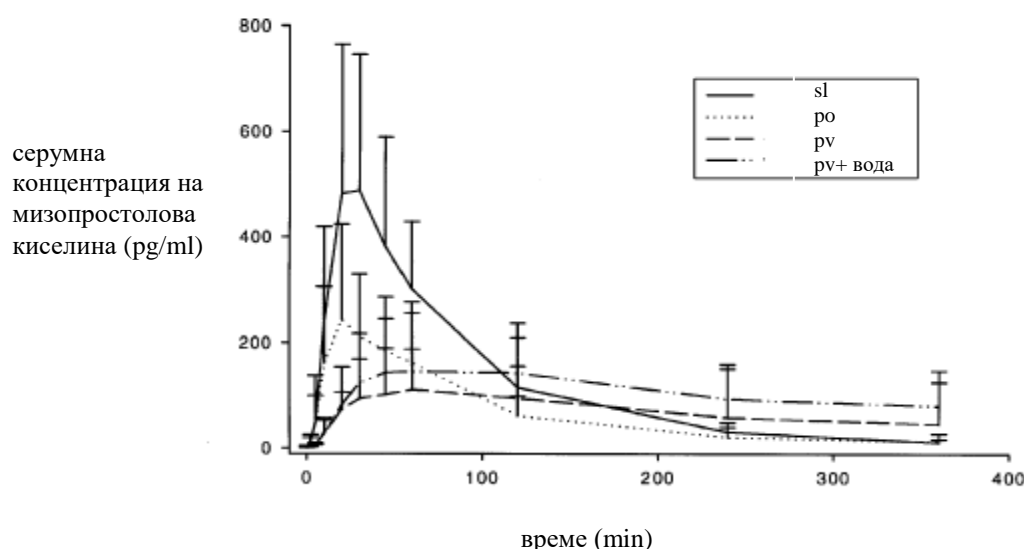 800
600
400
200
0
серумна
концентрация на
мизопростолова
киселина (pg/ml)
sl
po
pv
pv+ вода
0
100
200
300
400
време (min)